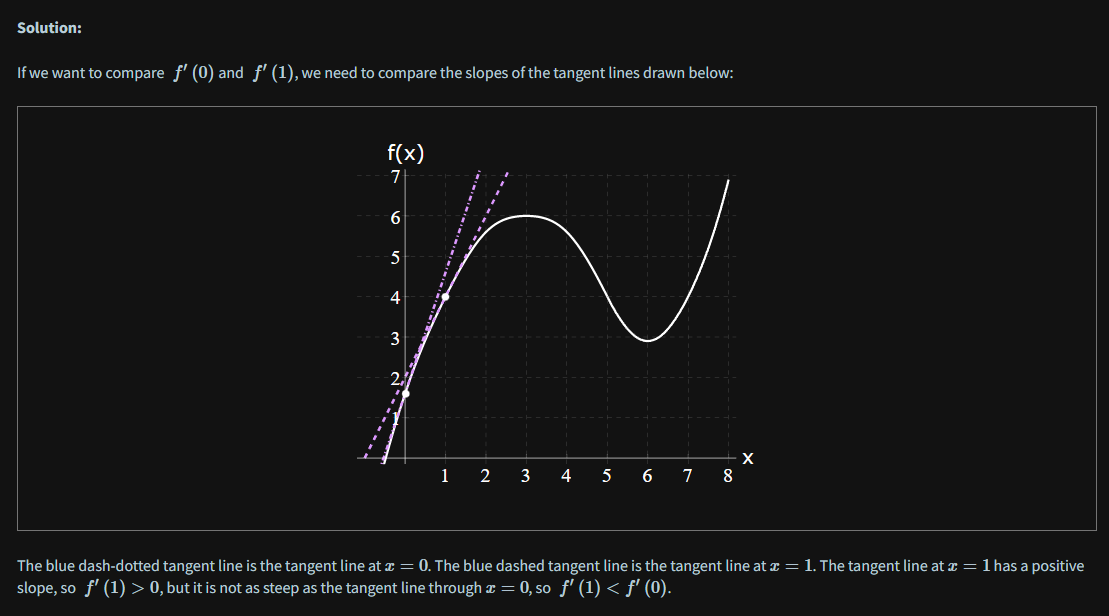 Solution:
If we want to compare f′ (0) and f′ (1), we need to compare the slopes of the tangent lines drawn below:
f(x)
7
6
5
4
3
2
1
x
1 2 3 4 5 6 7 8
The blue dash-dotted tangent line is the tangent line at x = 0. The blue dashed tangent line is the tangent line at x = 1. The tangent line at x = 1 has a positive
slope, so f′ (1) > 0, but it is not as steep as the tangent line through x = 0, so f′ (1) < f′ (0).